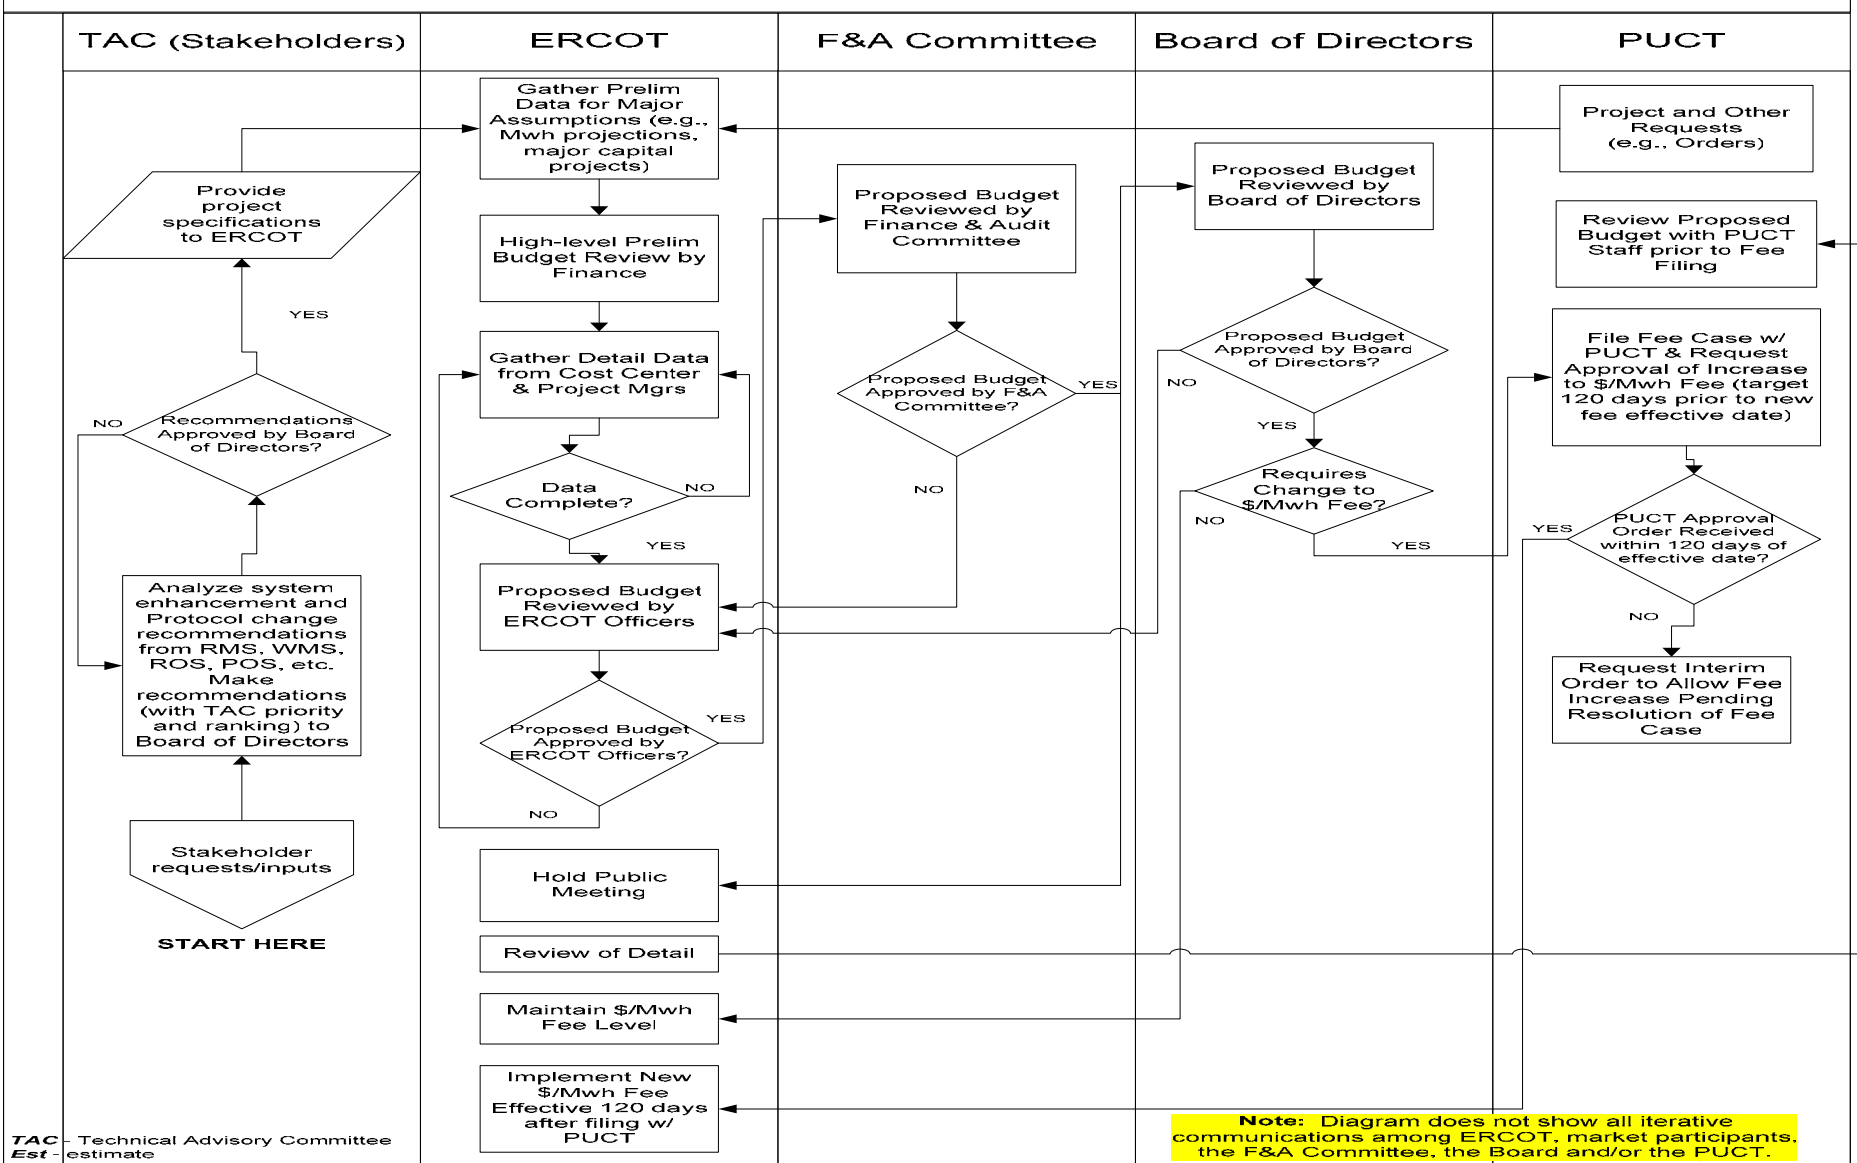 TAC (Stakeholders)
ERCOT
F&A Committee
Board of Directors
PUCT
Provide
project
specifications
to ERCOT
YES
Recommendations
Approved by Board
of Directors?
NO
Analyze system
enhancement and
Protocol change
recommendations
from RMS, WMS,
ROS, POS, etc.
Make
recommendations
(with TAC priority
and ranking) to
Board of Directors
Stakeholder
requests/inputs
START HERE
Gather Prelim
Data for Major
Assumptions (e.g.,
Mwh projections,
major capital
projects)
High-level Prelim
Budget Review by
Finance
Gather Detail Data
from Cost Center
& Project Mgrs
Data
Complete?
NO
YES
Proposed Budget
Reviewed by
ERCOT Officers
Proposed Budget
Approved by
ERCOT Officers?
YES
NO
Hold Public
Meeting
Review of Detail
Maintain $/Mwh
Fee Level
Implement New
$/Mwh Fee
Effective 120 days
after filing w/
PUCT
Proposed Budget
Reviewed by
Finance & Audit
Committee
Proposed Budget
Approved by F&A
Committee?
YES
NO
Proposed Budget
Reviewed by
Board of Directors
Proposed Budget
Approved by Board
of Directors?
NO
YES
Requires
Change to
$/Mwh Fee?
NO
YES
Project and Other
Requests
(e.g., Orders)
Review Proposed
Budget with PUCT
Staff prior to Fee
Filing
File Fee Case w/
PUCT & Request
Approval of Increase
to $/Mwh Fee (target
120 days prior to new
fee effective date)
PUCT Approval
Order Received
within 120 days of
effective date?
YES
NO
Request Interim
Order to Allow Fee
Increase Pending
Resolution of Fee
Case
TAC - Technical Advisory Committee
Est - estimate
Note: Diagram does not show all iterative
communications among ERCOT, market participants,
the F&A Committee, the Board and/or the PUCT.